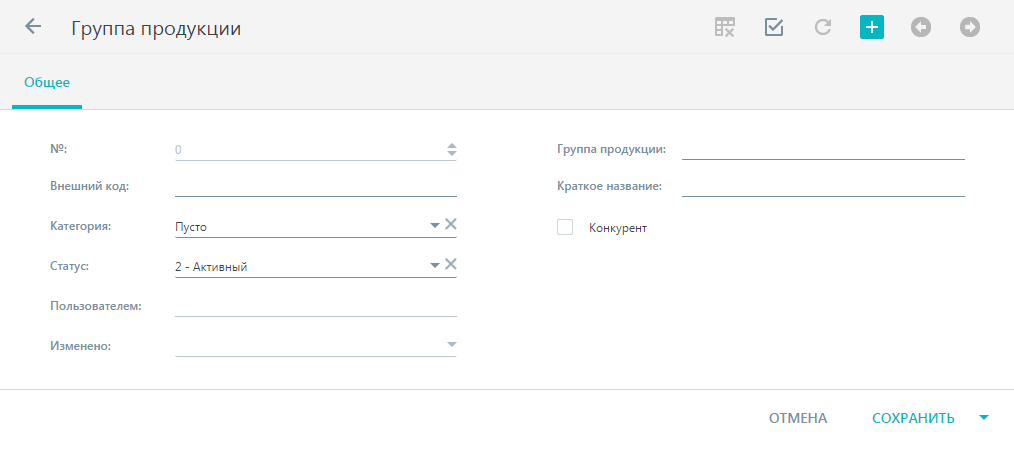 Группа продукции
Общее
№: 0
Группа продукции:
Внешний код:
Краткое название:
Категория: Пусто
Конкурент
Статус: 2 - Активный
Пользователем:
Изменено:
ОТМЕНА СОХРАНИТЬ